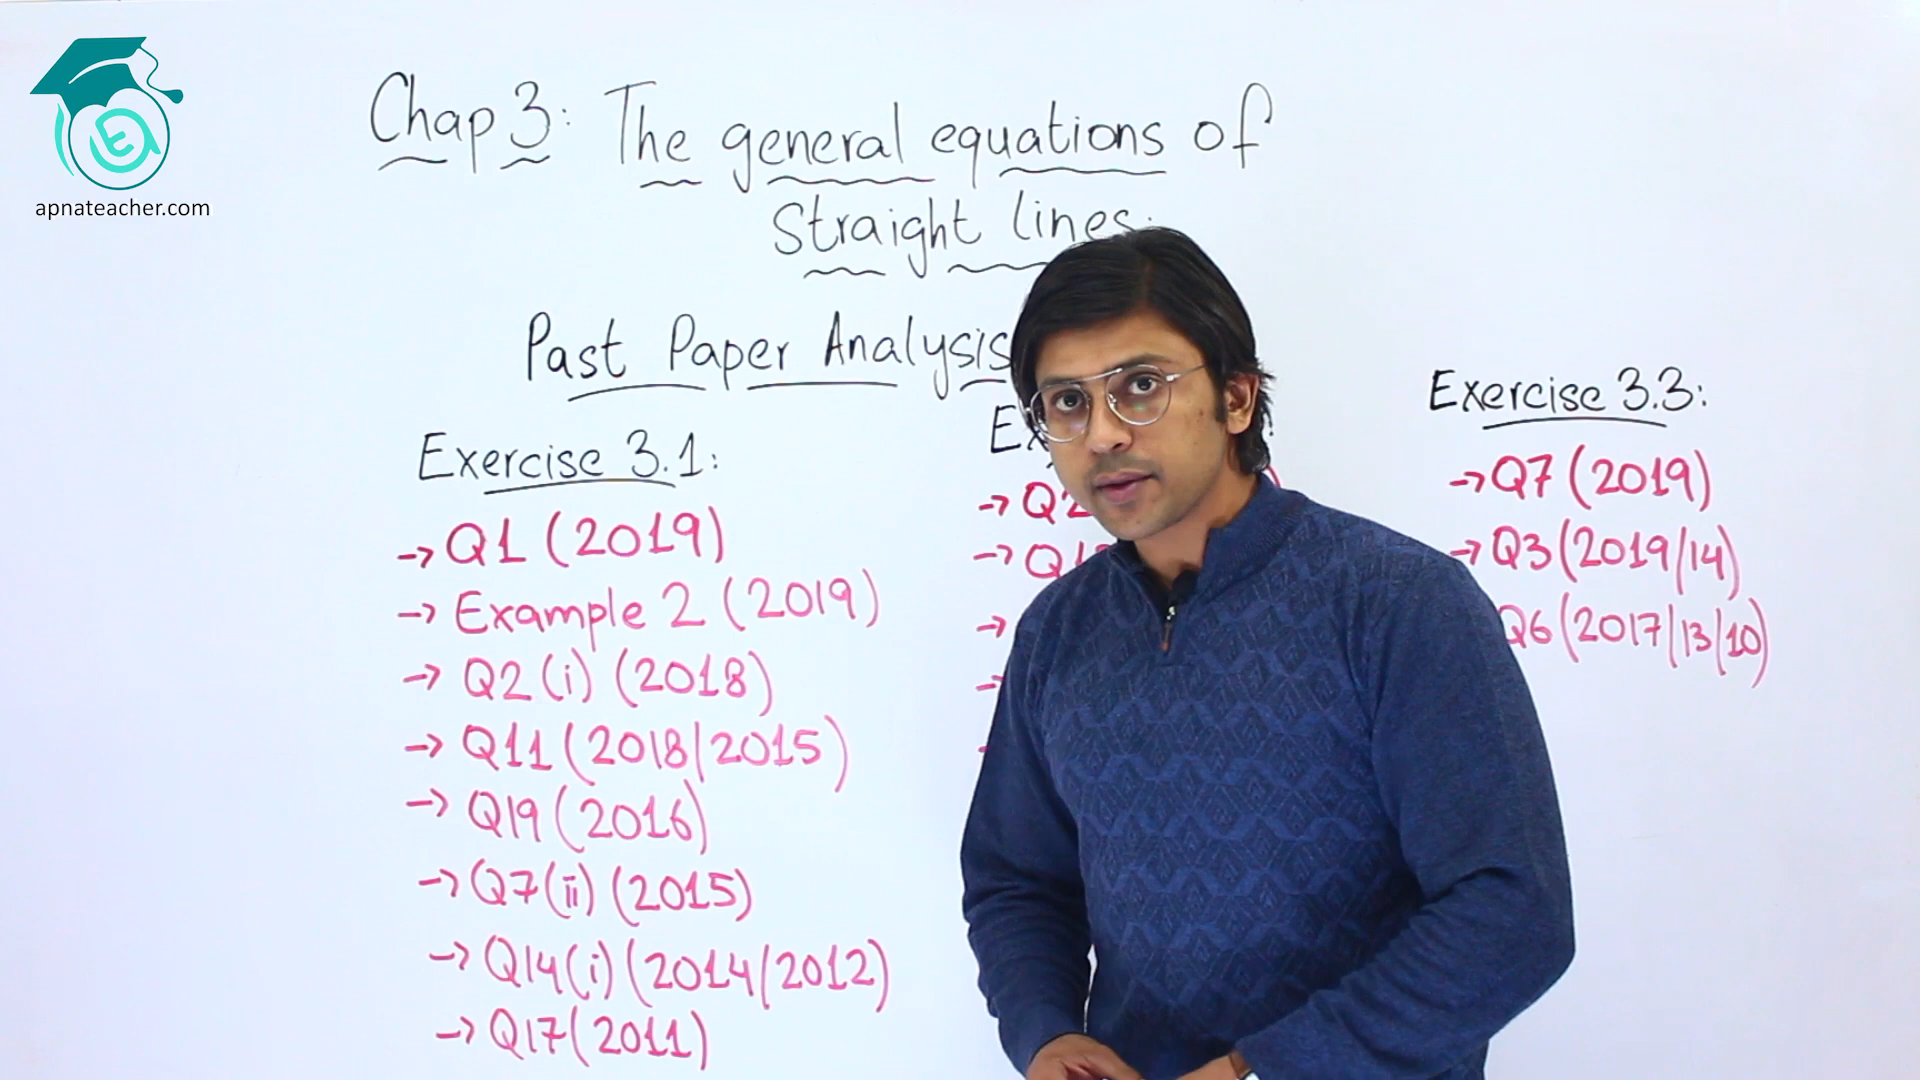 apnateacher.com
Chap 3: The general equations of
Straight lines:
Past Paper Analysis
Exercise 3.1:
→ Q1 (2019)
→ Example 2 (2019)
→ Q2 (i) (2018)
→ Q11 (2018/2015)
→ Q19 (2016)
→ Q7(ii) (2015)
→ Q14(i) (2014/2012)
→ Q17 (2011)
Exercise 3.3:
→ Q7 (2019)
→ Q3 (2019/14)
Q6 (2017/13/10)